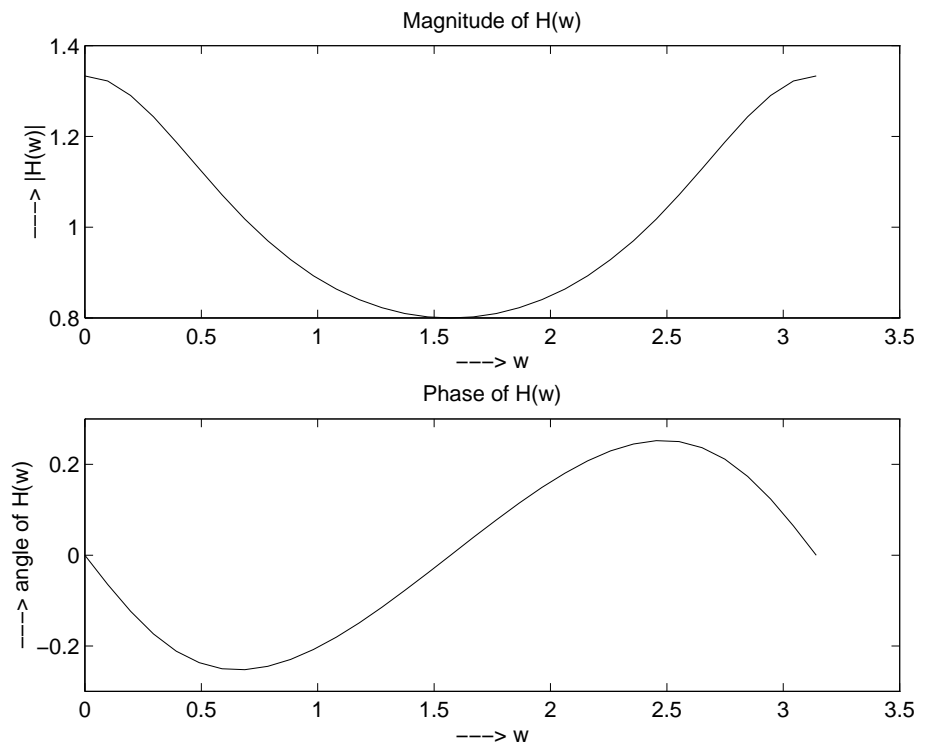 Magnitude of H(w)
1.4
1.2
1
0.8
−−−> |H(w)|
0 0.5 1 1.5 2 2.5 3 3.5
−−−> w
Phase of H(w)
0.2
0
−0.2
−−−> angle of H(w)
0 0.5 1 1.5 2 2.5 3 3.5
−−−> w